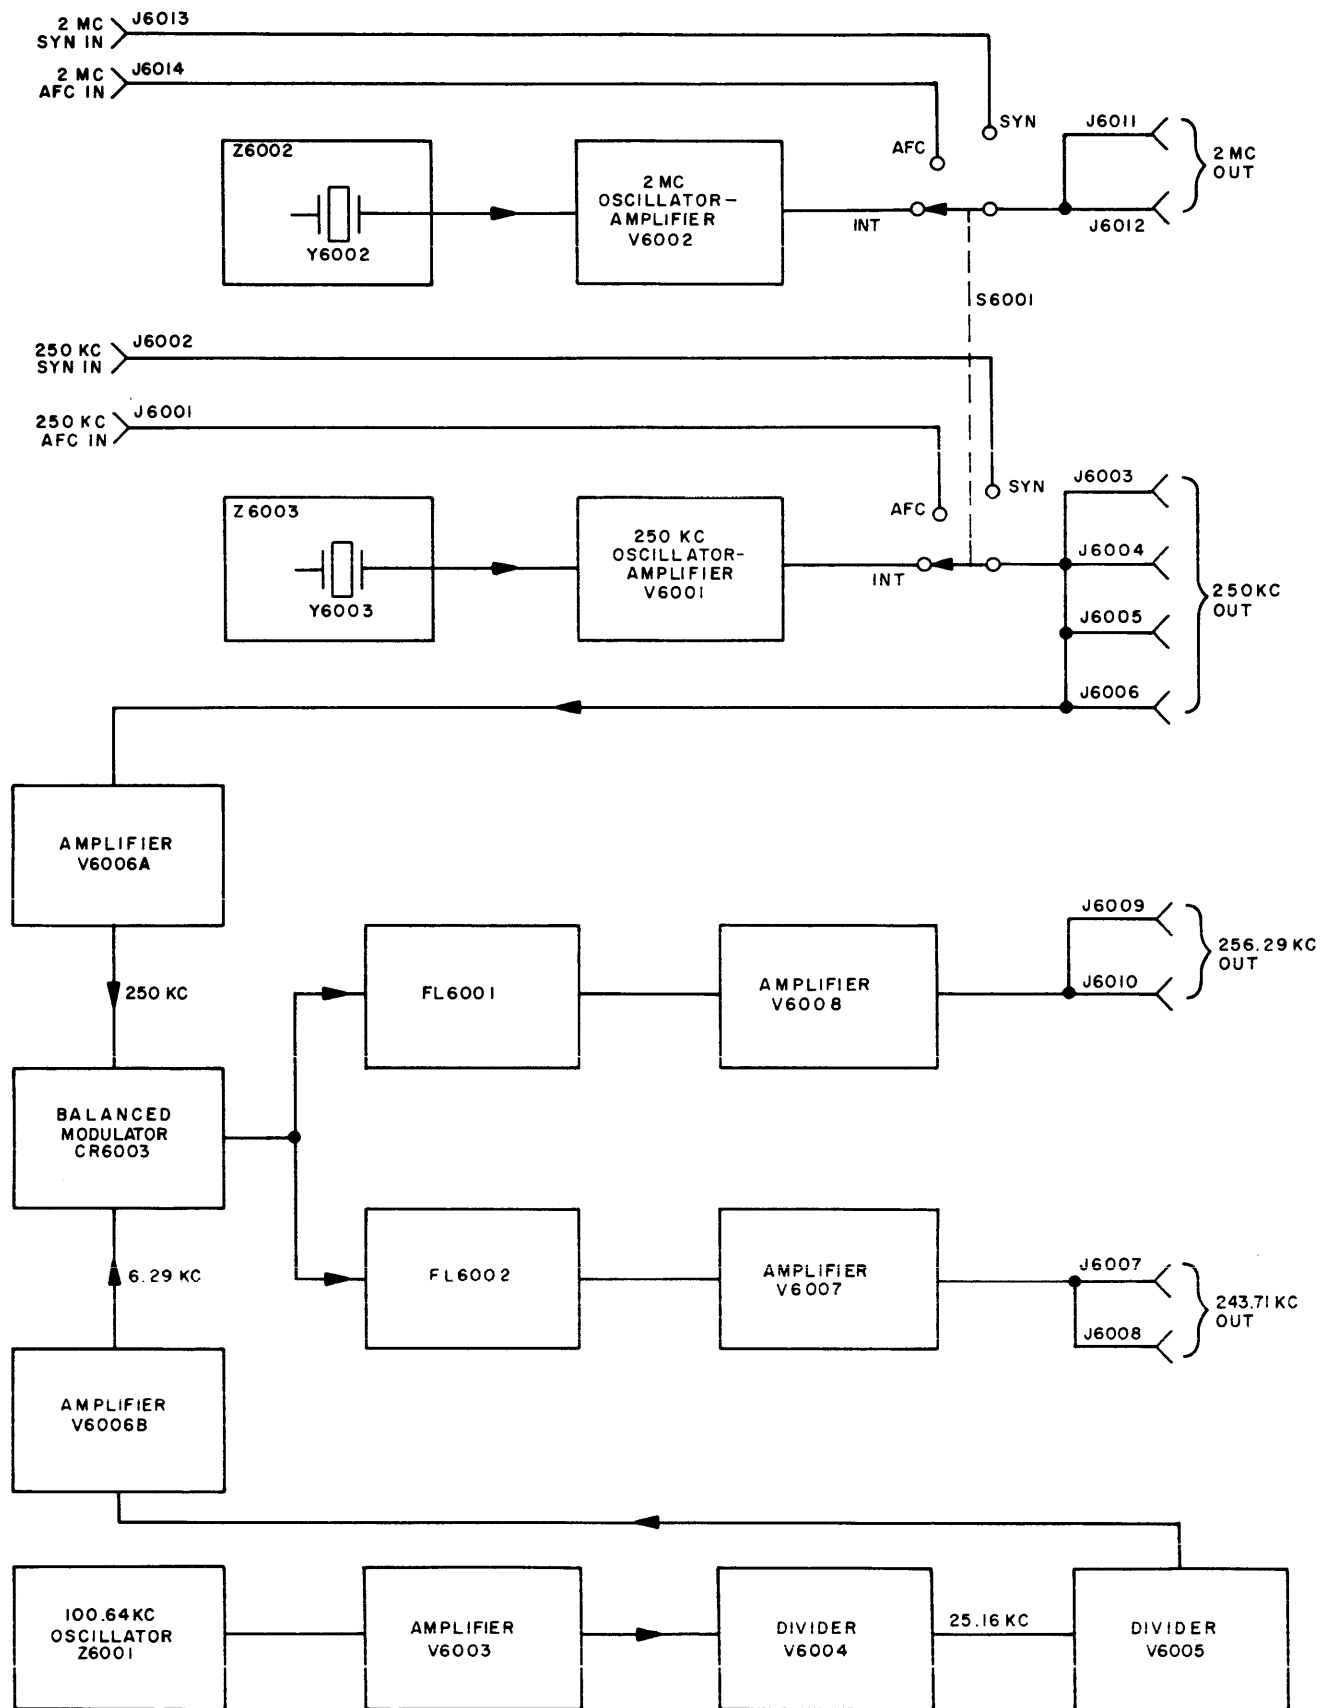 2 MC
SYN IN
J6013
2 MC
AFC IN
J6014
Z6002
Y6002
2 MC
OSCILLATOR-
AMPLIFIER
V6002
AFC
SYN
INT
J6011
J6012
2 MC
OUT
S6001
250 KC
SYN IN
J6002
250 KC
AFC IN
J6001
Z6003
Y6003
250 KC
OSCILLATOR-
AMPLIFIER
V6001
AFC
SYN
INT
J6003
J6004
J6005
J6006
250KC
OUT
AMPLIFIER
V6006A
250 KC
BALANCED
MODULATOR
CR6003
6.29 KC
AMPLIFIER
V6006B
FL6001
AMPLIFIER
V6008
J6009
J6010
256.29 KC
OUT
FL6002
AMPLIFIER
V6007
J6007
J6008
243.71 KC
OUT
100.64KC
OSCILLATOR
Z6001
AMPLIFIER
V6003
DIVIDER
V6004
25.16 KC
DIVIDER
V6005